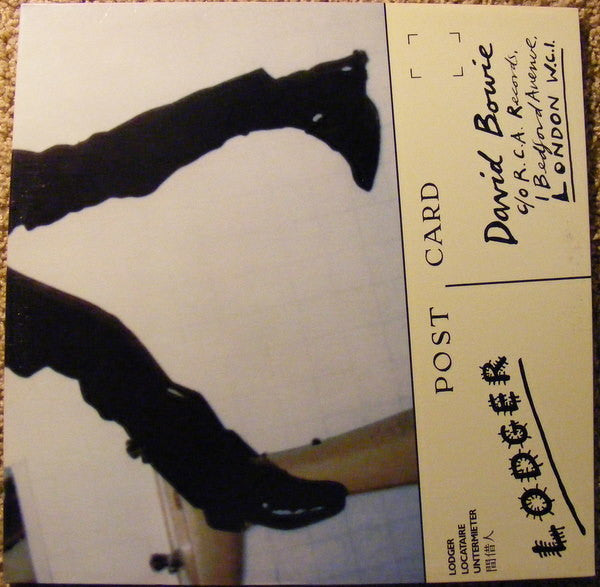 POST CARD
LODGER
LODGER
LOCATAIRE
UNTERMIETER
間借人
David Bowie
c/o R.C.A. Records,
1 Bedford Avenue,
LONDON W.C.1.